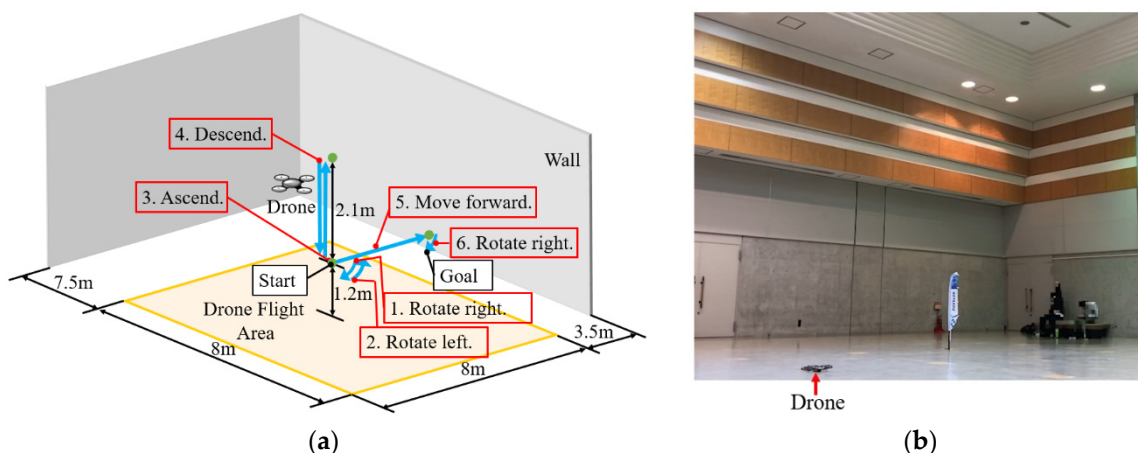 4. Descend.
Wall
3. Ascend.
Drone
2.1m
5. Move forward.
6. Rotate right.
Start
Goal
7.5m
1.2m
1. Rotate right.
Drone Flight
Area
2. Rotate left.
3.5m
8m
8m
Drone
(a)
(b)